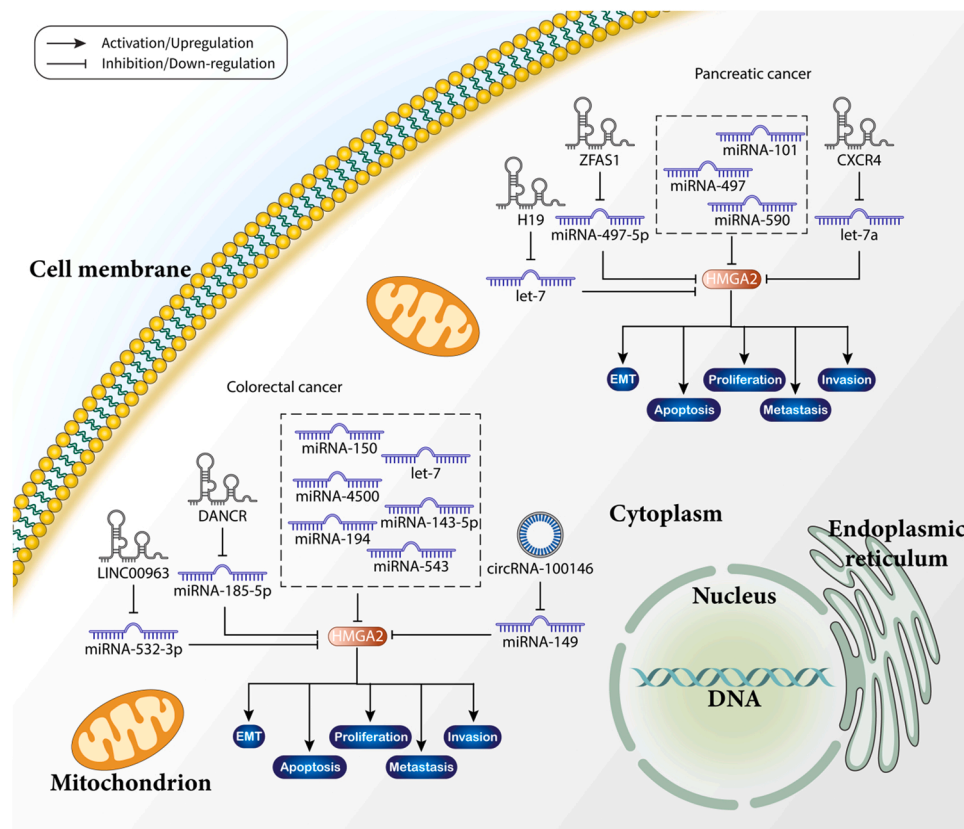 Activation/Upregulation
Inhibition/Down-regulation
Pancreatic cancer
ZFAS1
miRNA-101
CXCR4
miRNA-497
H19
miRNA-590
miRNA-497-5p
let-7a
Cell membrane
let-7
HMGA2
EMT
Proliferation
Invasion
Apoptosis
Metastasis
Colorectal cancer
miRNA-150
let-7
miRNA-4500
DANCR
miRNA-143-5p
miRNA-194
miRNA-543
LINC00963
circRNA-100146
miRNA-185-5p
HMGA2
miRNA-532-3p
miRNA-149
EMT
Proliferation
Invasion
Apoptosis
Metastasis
Cytoplasm
Endoplasmic
reticulum
Nucleus
DNA
Mitochondrion